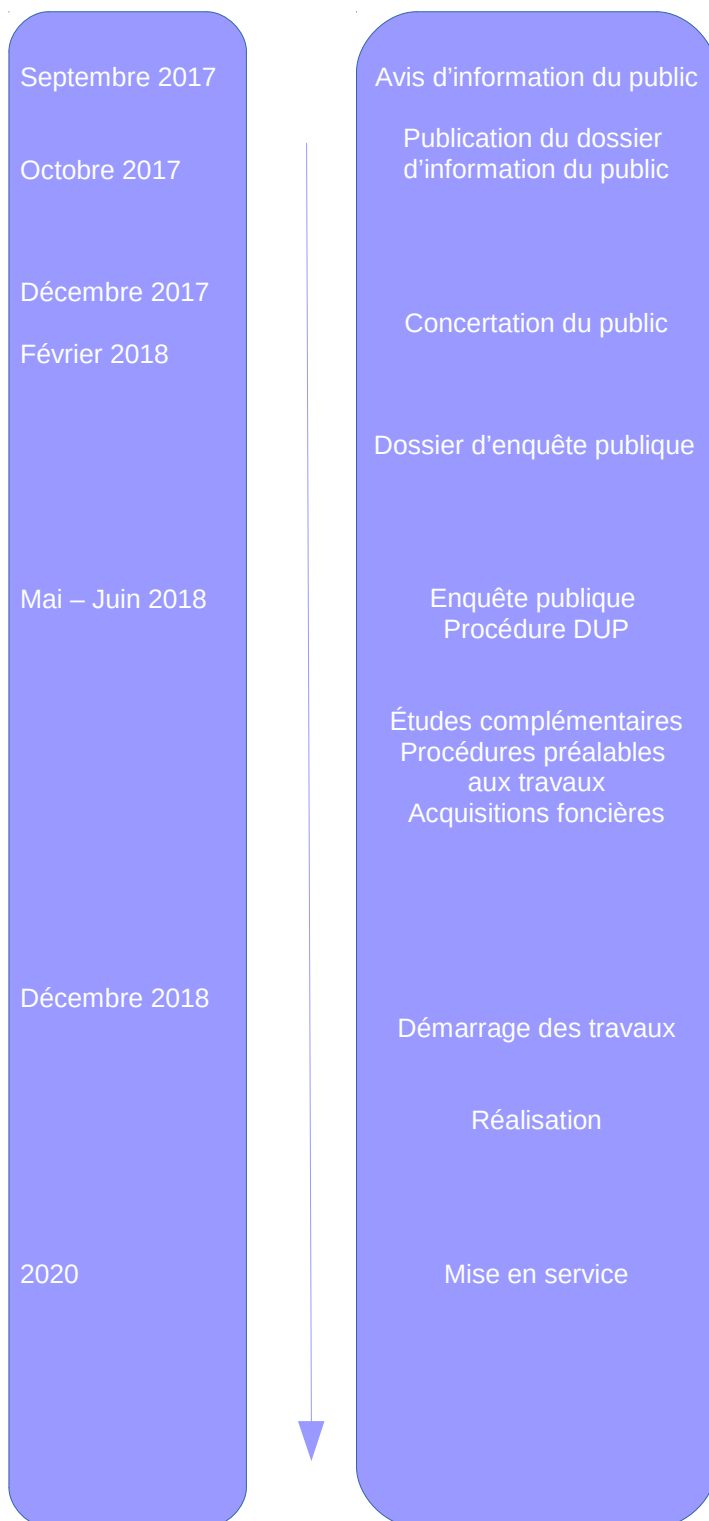 Septembre 2017
Octobre 2017
Décembre 2017
Février 2018
Mai – Juin 2018
Décembre 2018
2020
Avis d’information du public
Publication du dossier
d’information du public
Concertation du public
Dossier d’enquête publique
Enquête publique
Procédure DUP
Études complémentaires
Procédures préalables
aux travaux
Acquisitions foncières
Démarrage des travaux
Réalisation
Mise en service